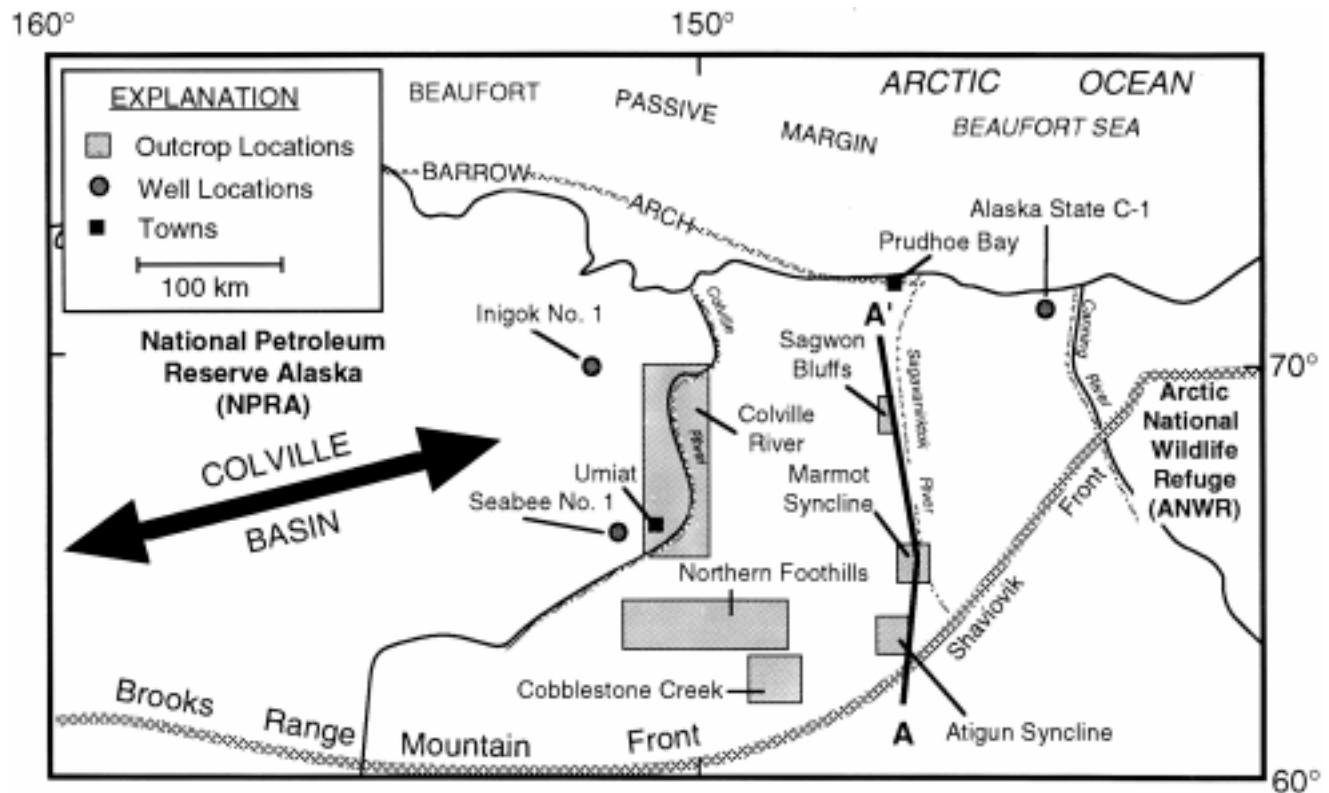 160°
150°
EXPLANATION
Outcrop Locations
Well Locations
Towns
100 km
BEAUFORT
PASSIVE
MARGIN
ARCTIC OCEAN
BEAUFORT SEA
BARROW
ARCH
Alaska State C-1
Prudhoe Bay
A'
Inigok No. 1
Colville
River
National Petroleum
Reserve Alaska
(NPRA)
Sagwon
Bluffs
Sagavanirktok
River
Canning
River
70°
Arctic
National
Wildlife
Refuge
(ANWR)
COLVILLE
BASIN
Colville
River
Umiat
Seabee No. 1
Marmot
Syncline
Northern Foothills
Front
Shaviovik
Cobblestone Creek
Brooks
Range
Mountain
Front
A
Atigun Syncline
60°